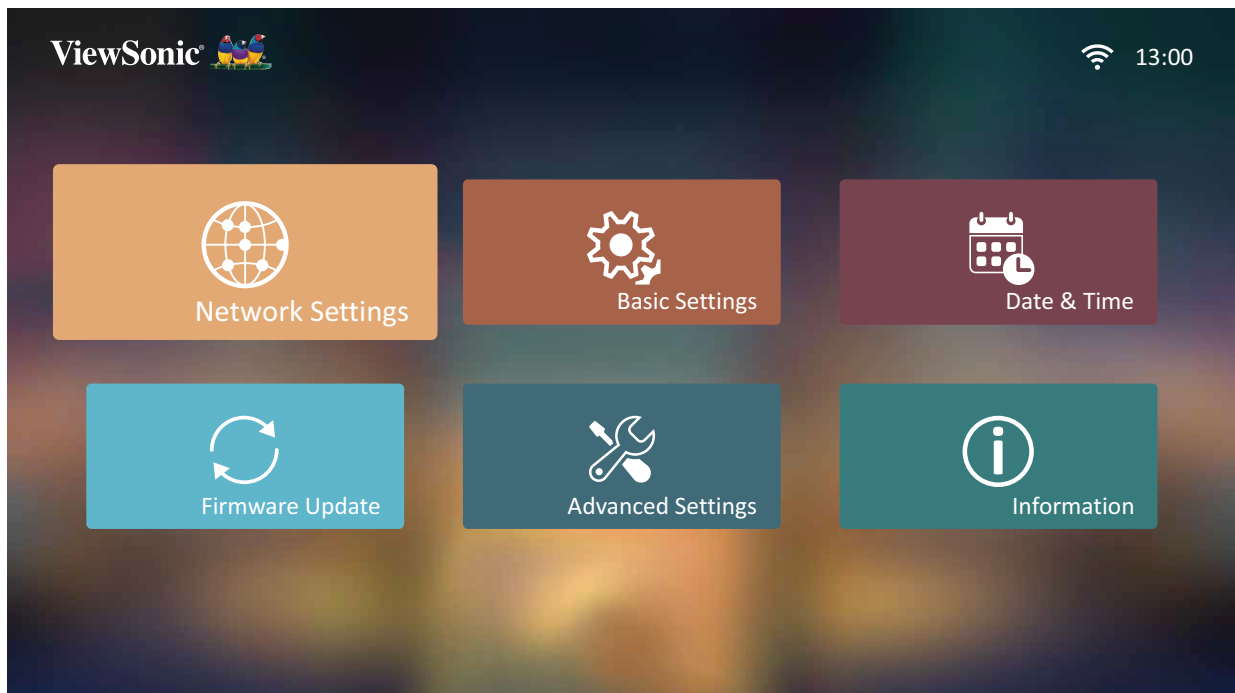 ViewSonic®
13:00
Network Settings
Basic Settings
Date & Time
Firmware Update
Advanced Settings
Information